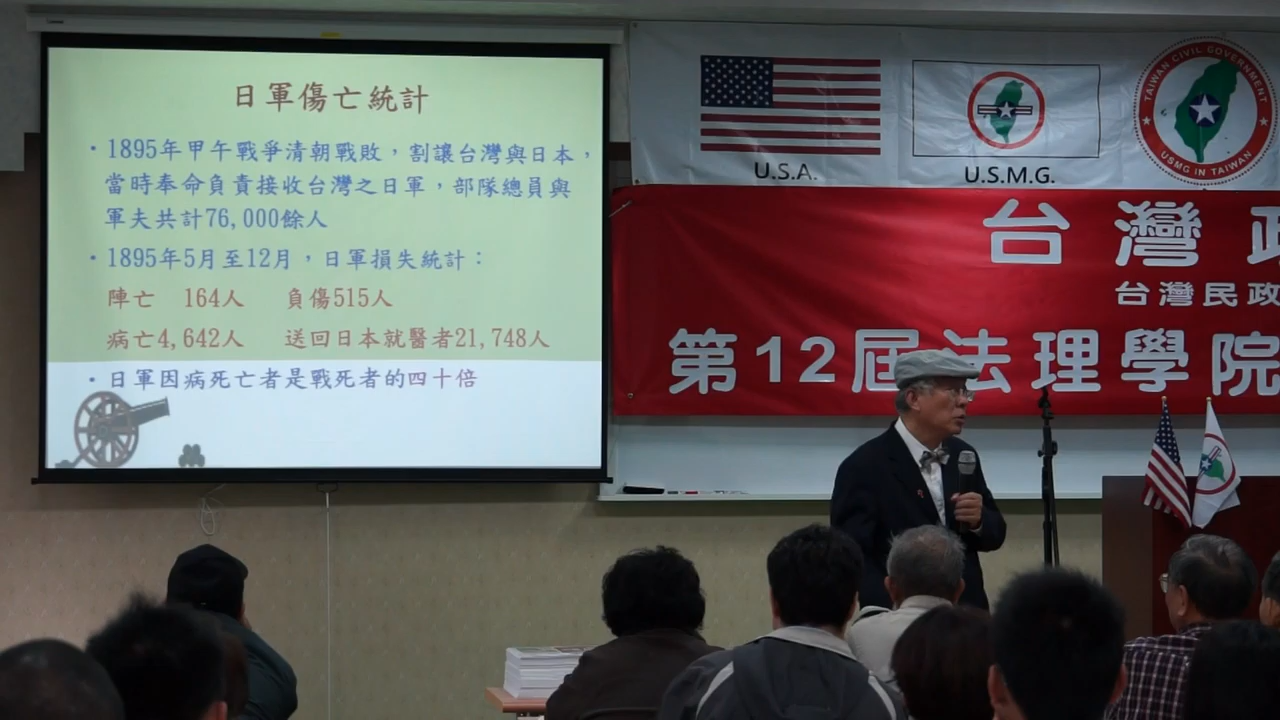 日軍傷亡統計
・1895年甲午戰爭清朝戰敗,割讓台灣與日本,
當時奉命負責接收台灣之日軍,部隊總員與
軍夫共計76,000餘人
・1895年5月至12月,日軍損失統計:
陣亡 164人 負傷515人
病亡4,642人 送回日本就醫者21,748人
・日軍因病死亡者是戰死者的四十倍
U.S.A.
U.S.M.G.
TAIWAN CIVIL GOVERNMENT
USMG IN TAIWAN
台灣政
台灣民政
第12屆法理學院